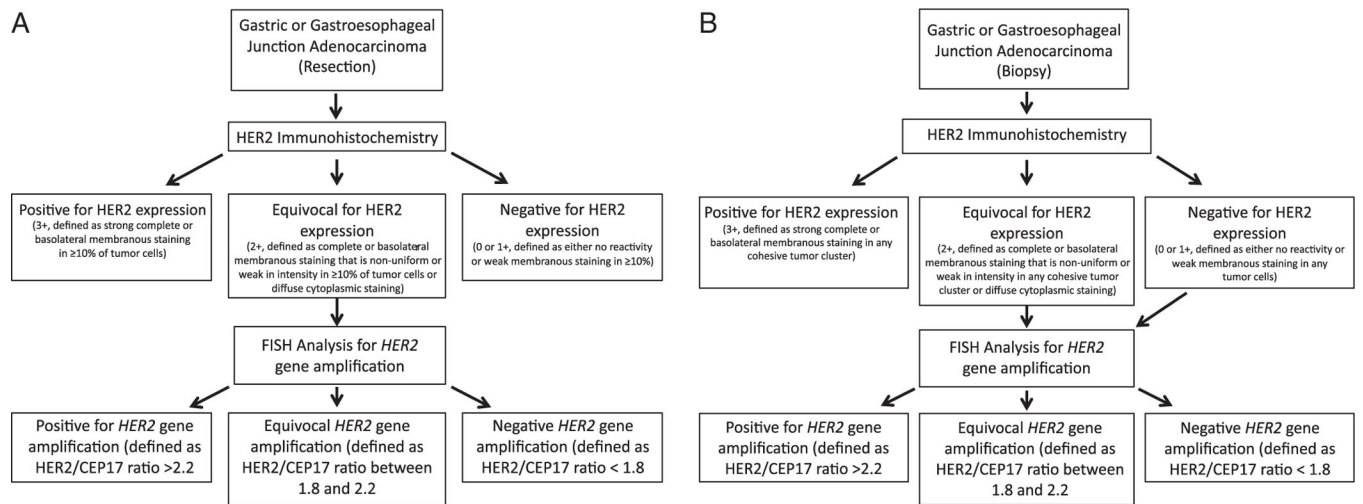 A
Gastric or Gastroesophageal
Junction Adenocarcinoma
(Resection)
HER2 Immunohistochemistry
Positive for HER2 expression
(3+, defined as strong complete or
basolateral membranous staining
in ≥10% of tumor cells)
Equivocal for HER2
expression
(2+, defined as complete or basolateral
membranous staining that is non-uniform or
weak in intensity in ≥10% of tumor cells or
diffuse cytoplasmic staining)
Negative for HER2
expression
(0 or 1+, defined as either no reactivity
or weak membranous staining in ≥10%)
FISH Analysis for HER2
gene amplification
Positive for HER2 gene
amplification (defined as
HER2/CEP17 ratio >2.2
Equivocal HER2 gene
amplification (defined as
HER2/CEP17 ratio between
1.8 and 2.2
Negative HER2 gene
amplification (defined as
HER2/CEP17 ratio < 1.8
B
Gastric or Gastroesophageal
Junction Adenocarcinoma
(Biopsy)
HER2 Immunohistochemistry
Positive for HER2 expression
(3+, defined as strong complete or
basolateral membranous staining in any
cohesive tumor cluster)
Equivocal for HER2
expression
(2+, defined as complete or basolateral
membranous staining that is non-uniform or
weak in intensity in any cohesive tumor
cluster or diffuse cytoplasmic staining)
Negative for HER2
expression
(0 or 1+, defined as either no reactivity or
weak membranous staining in any
tumor cells)
FISH Analysis for HER2
gene amplification
Positive for HER2 gene
amplification (defined as
HER2/CEP17 ratio >2.2
Equivocal HER2 gene
amplification (defined as
HER2/CEP17 ratio between
1.8 and 2.2
Negative HER2 gene
amplification (defined as
HER2/CEP17 ratio < 1.8